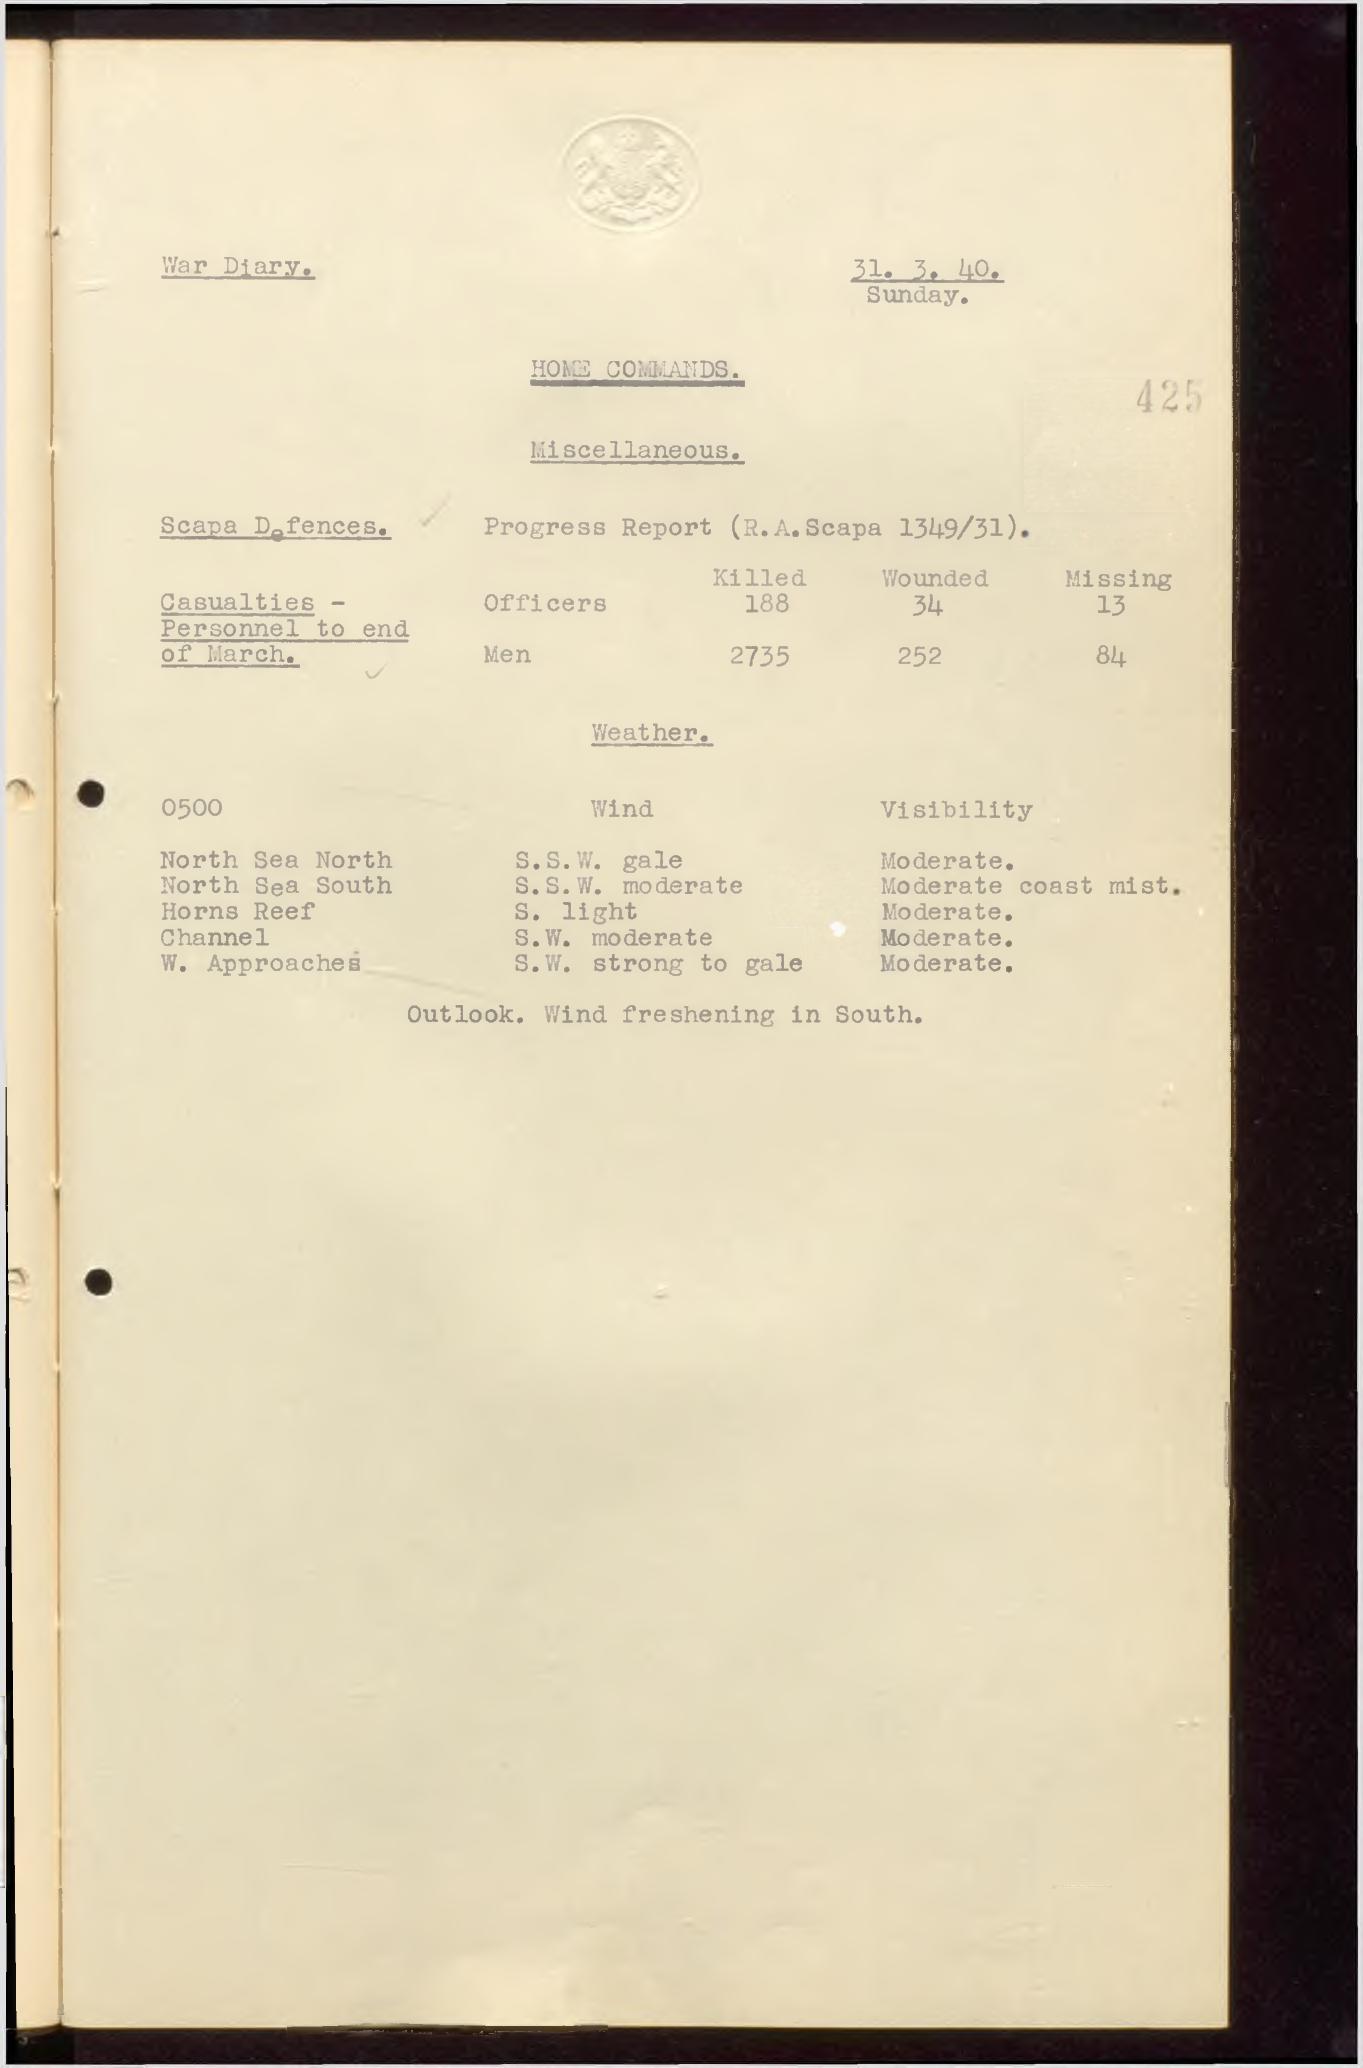 War Diary. 31. 3. 40.
Sunday.
HOME COMMANDS.
425
Miscellaneous.
Scapa Defences. Progress Report (R.A.Scapa 1349/31).
Killed Wounded Missing
Casualties - Officers 188 34 13
Personnel to end
of March. Men 2735 252 84
Weather.
0500 Wind Visibility
North Sea North S.S.W. gale Moderate.
North Sea South S.S.W. moderate Moderate coast mist.
Horns Reef S. light Moderate.
Channel S.W. moderate Moderate.
W. Approaches S.W. strong to gale Moderate.
Outlook. Wind freshening in South.